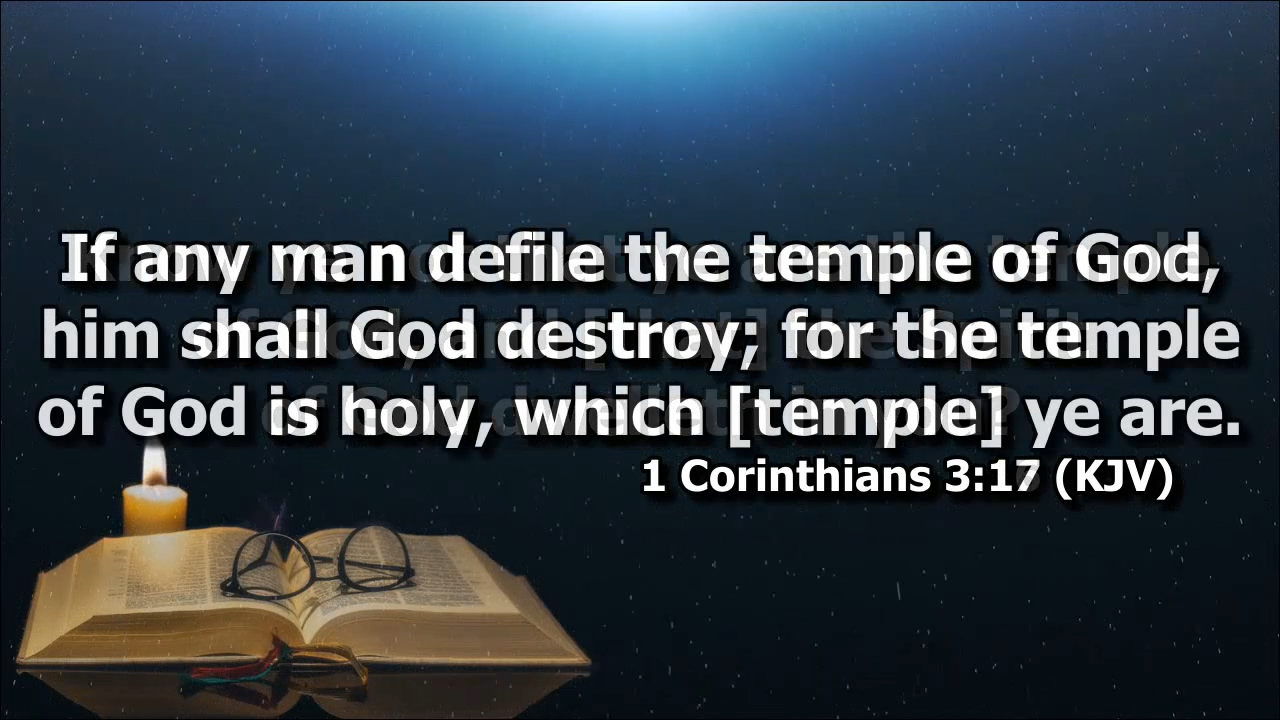 If any man defile the temple of God,
him shall God destroy; for the temple
of God is holy, which [temple] ye are.
1 Corinthians 3:17 (KJV)